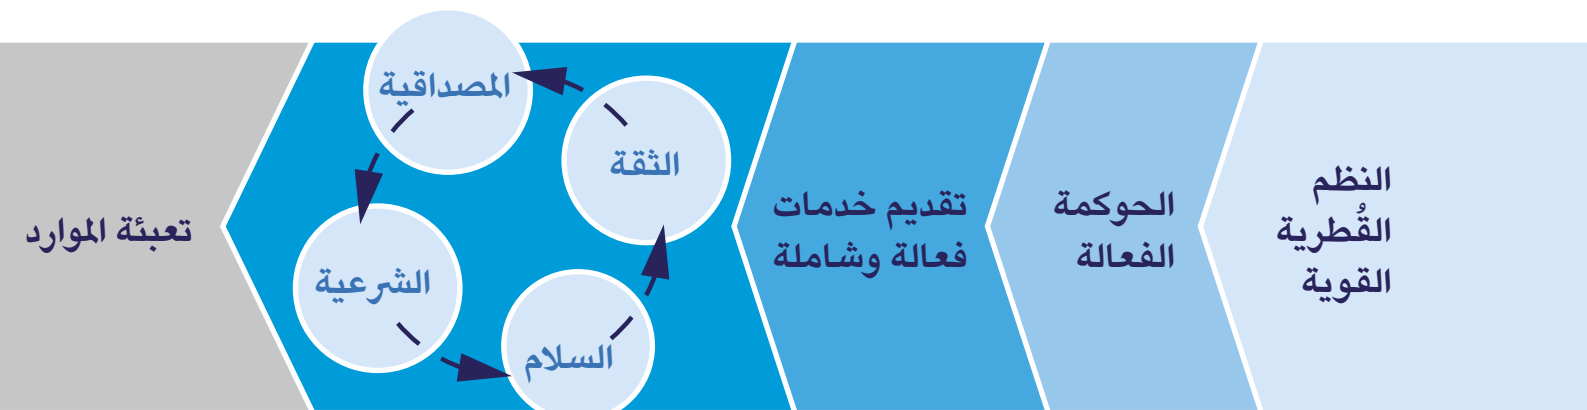 النظم
القُطرية
القوية
الحوكمة
الفعالة
تقديم خدمات
فعالة وشاملة
الثقة
المصداقية
الشرعية
السلام
تعبئة الموارد